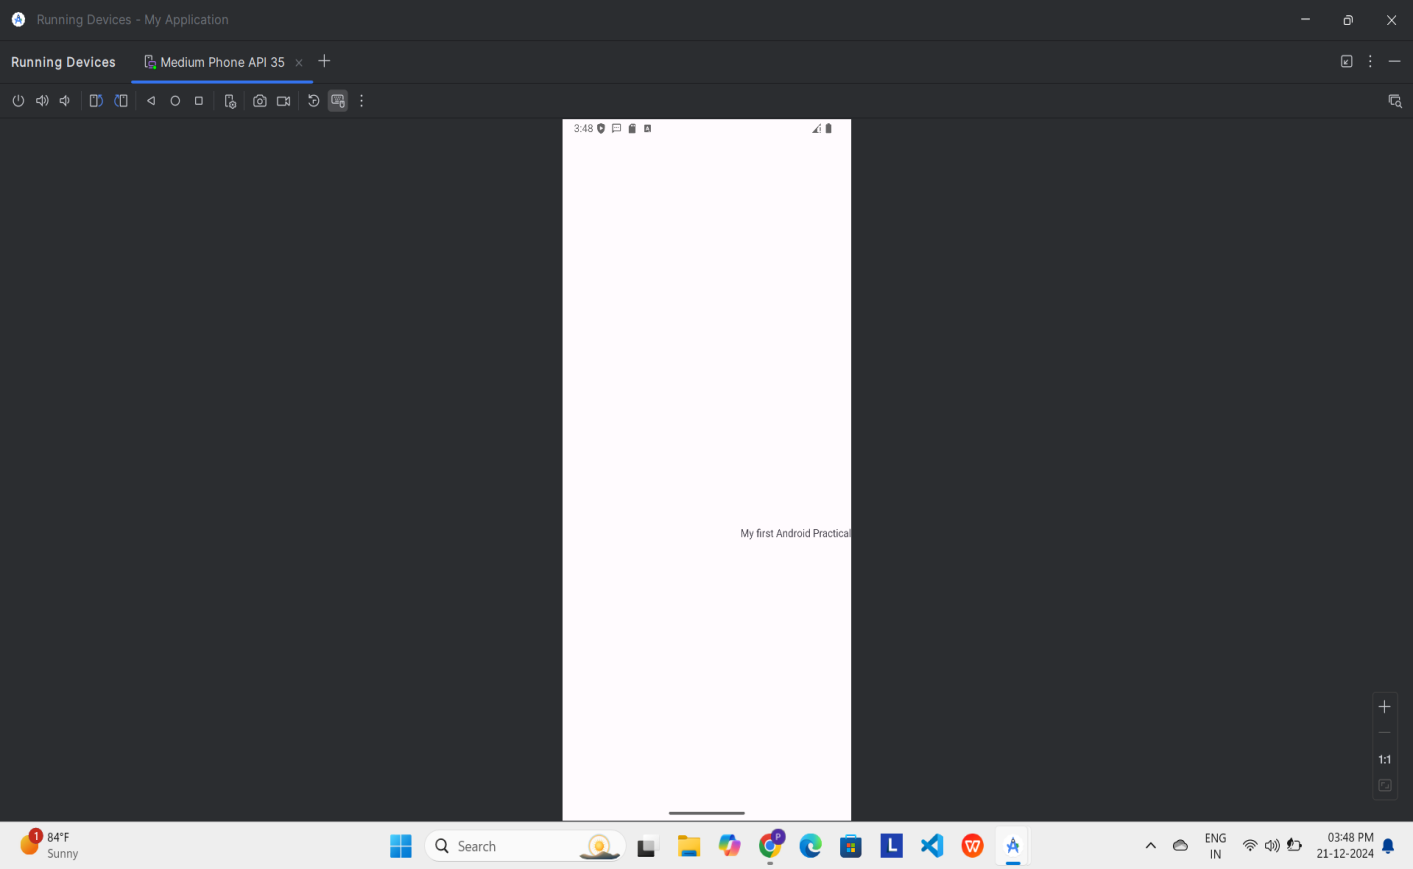 Running Devices - My Application
Running Devices
Medium Phone API 35
3:48
A
My first Android Practical
1:1
1
84°F
Sunny
Search
P
L
W
ENG
IN
03:48 PM
21-12-2024